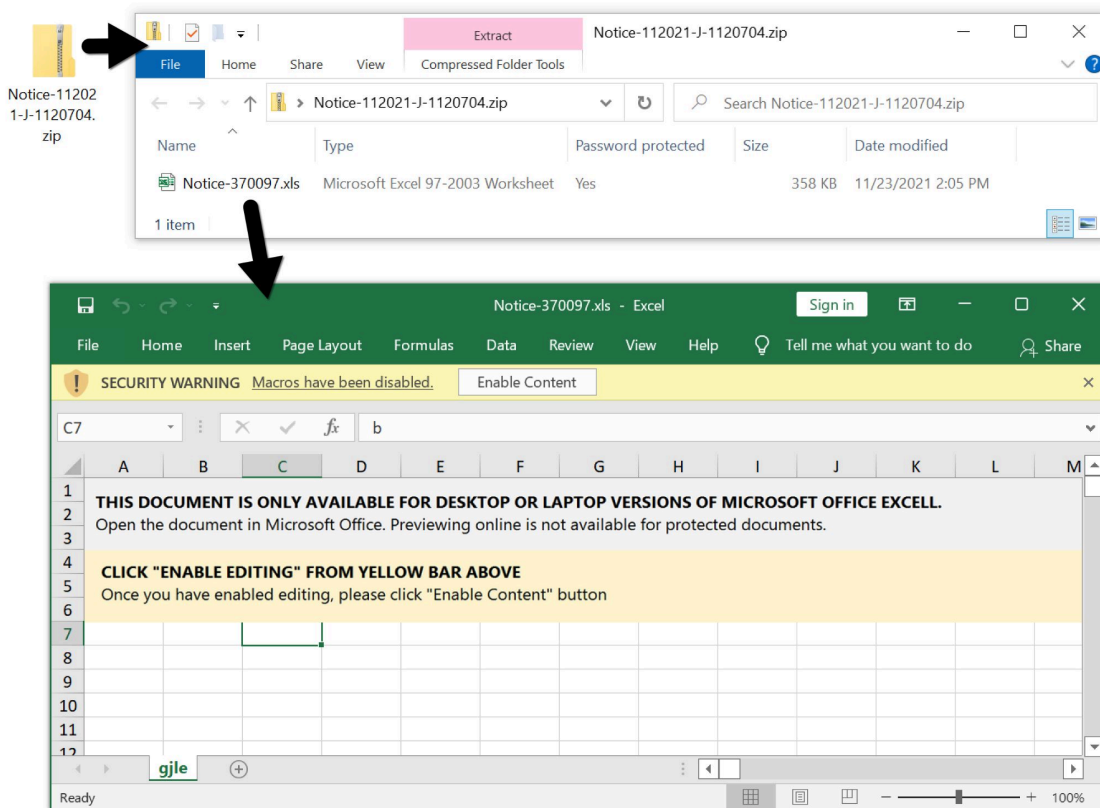 Notice-11202
1-J-1120704.
zip
Extract
Notice-112021-J-1120704.zip
File Home Share View Compressed Folder Tools
Notice-112021-J-1120704.zip
Search Notice-112021-J-1120704.zip
Name Type Password protected Size Date modified
Notice-370097.xls Microsoft Excel 97-2003 Worksheet Yes 358 KB 11/23/2021 2:05 PM
1 item
Notice-370097.xls - Excel
Sign in
File Home Insert Page Layout Formulas Data Review View Help Tell me what you want to do Share
SECURITY WARNING Macros have been disabled. Enable Content
C7 fx b
A B C D E F G H I J K L M
1
THIS DOCUMENT IS ONLY AVAILABLE FOR DESKTOP OR LAPTOP VERSIONS OF MICROSOFT OFFICE EXCELL.
2
Open the document in Microsoft Office. Previewing online is not available for protected documents.
3
4
CLICK "ENABLE EDITING" FROM YELLOW BAR ABOVE
5
Once you have enabled editing, please click "Enable Content" button
6
7
8
9
10
11
12
gjle
Ready
100%